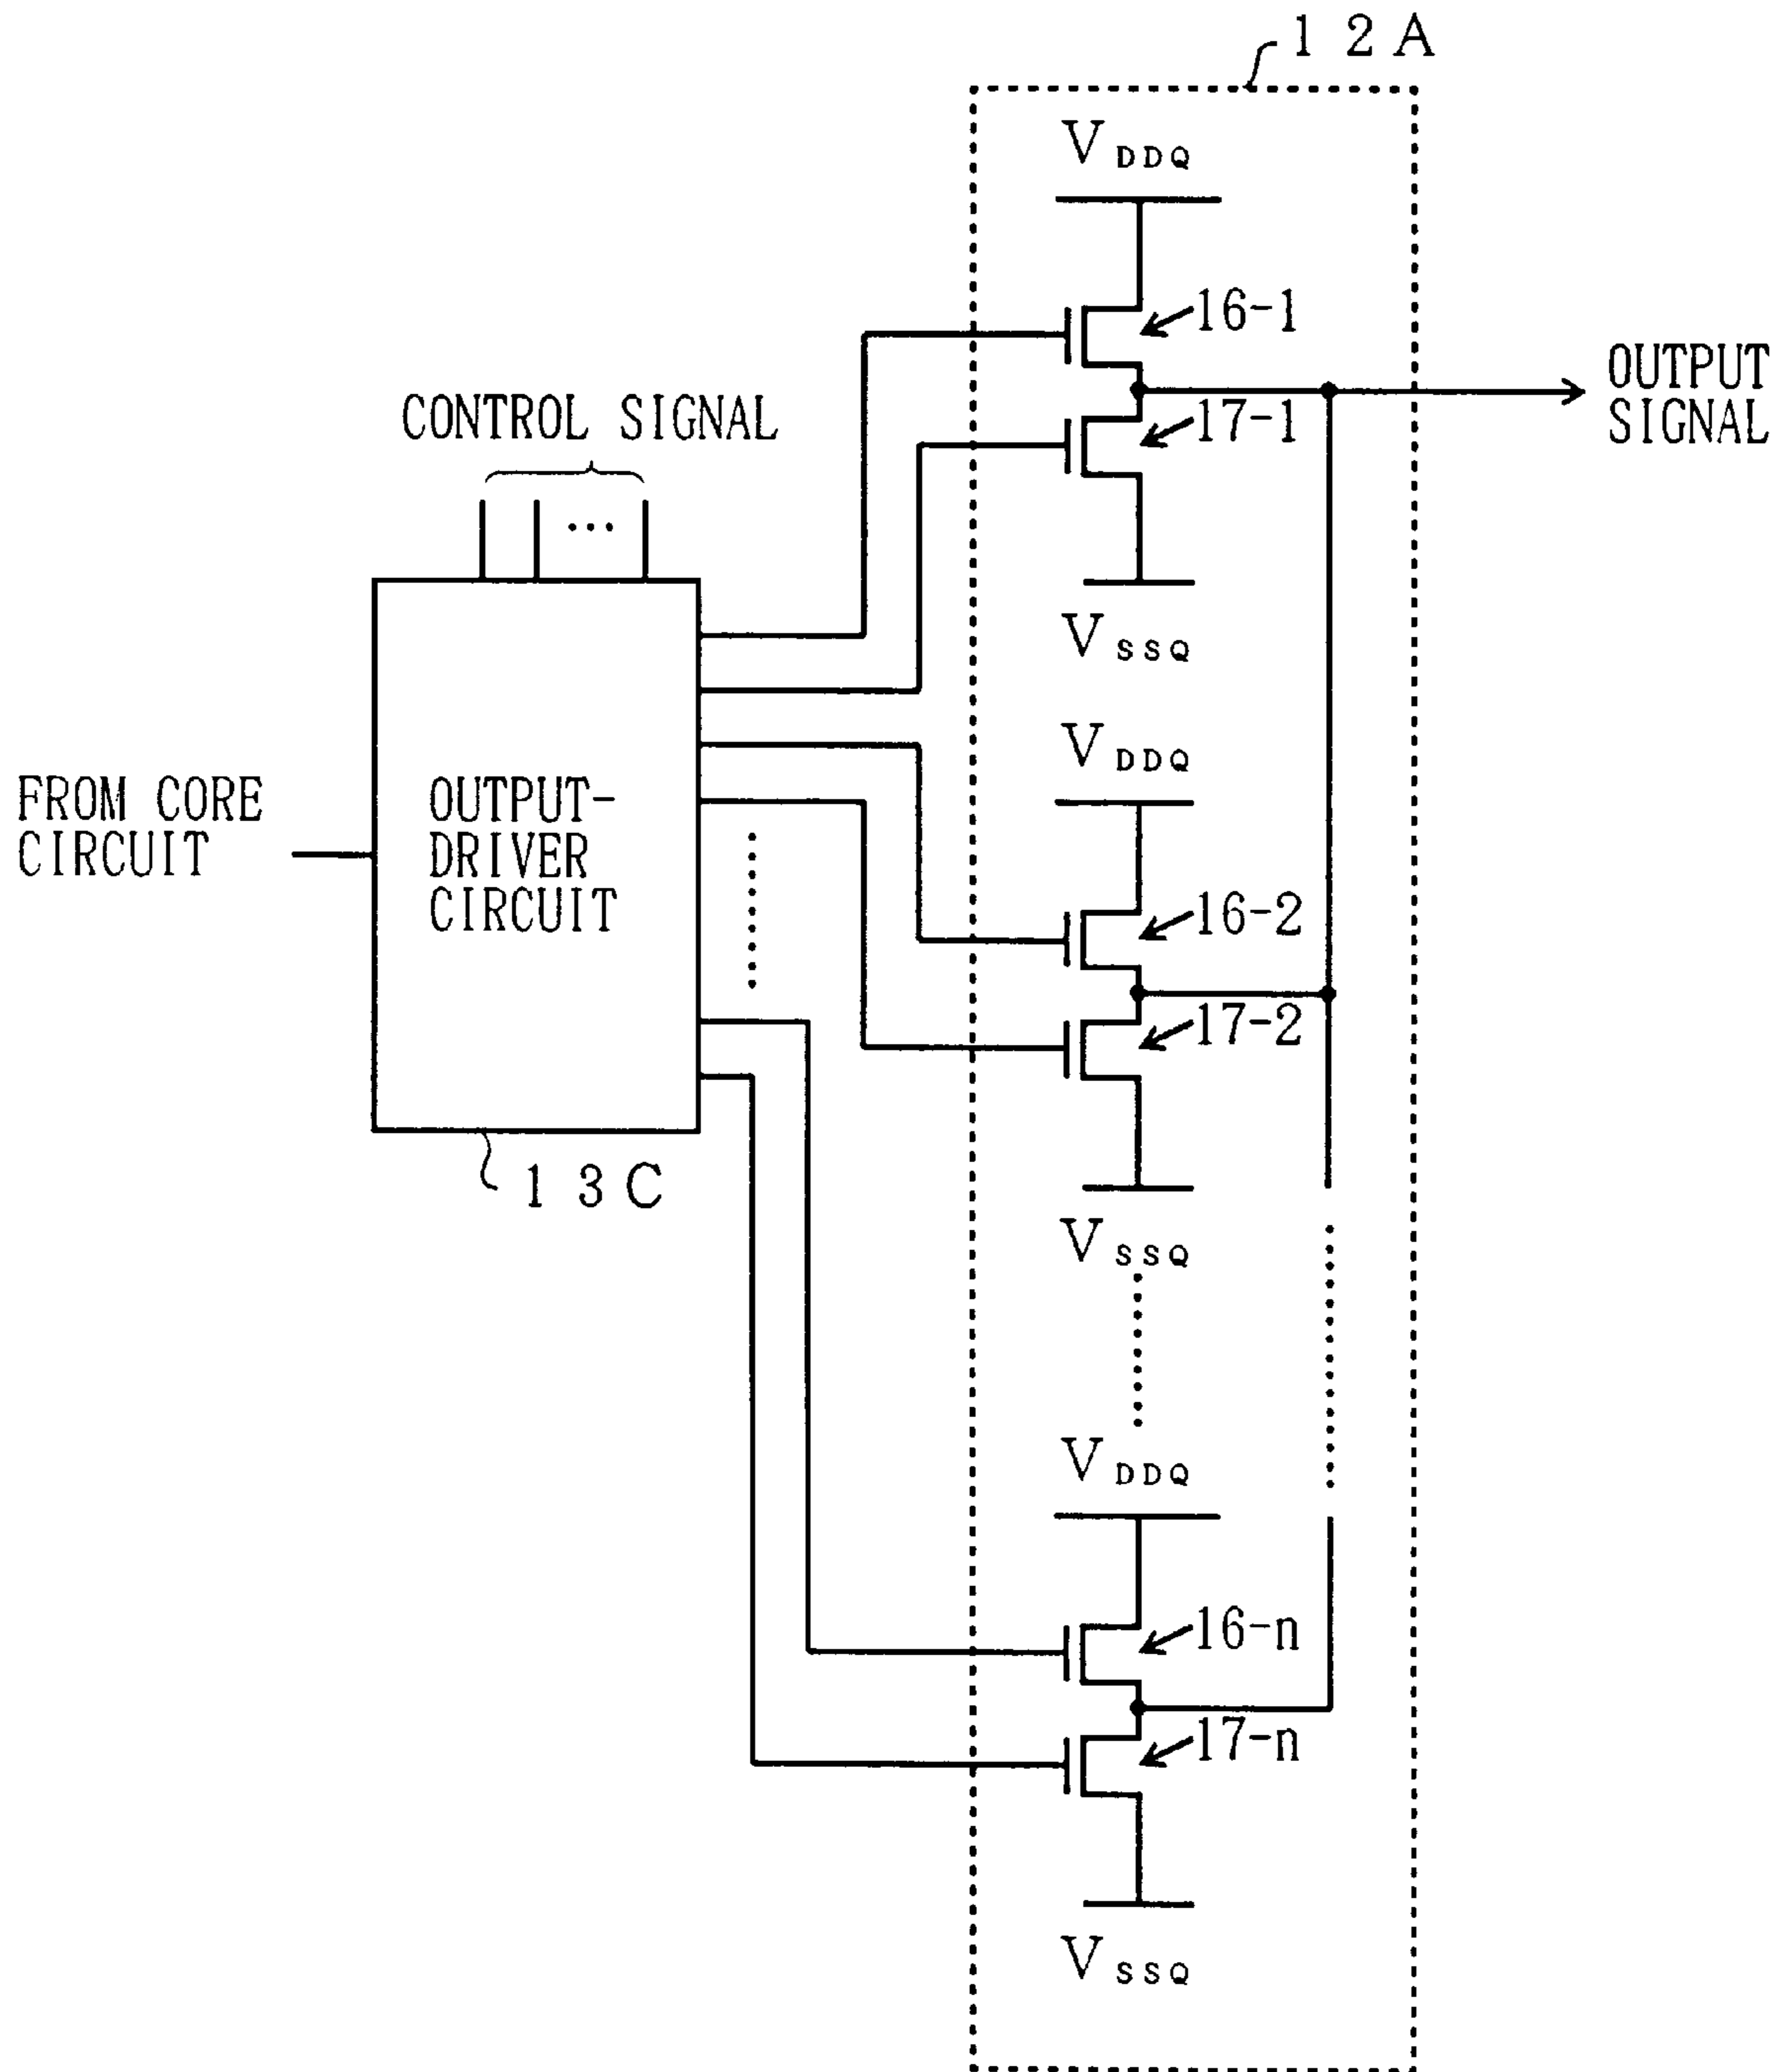 12A
VDDQ
16-1
OUTPUT
SIGNAL
17-1
CONTROL SIGNAL
...
VSSQ
VDDQ
FROM CORE
CIRCUIT
OUTPUT-
DRIVER
CIRCUIT
16-2
17-2
13C
VSSQ
VDDQ
16-n
17-n
VSSQ